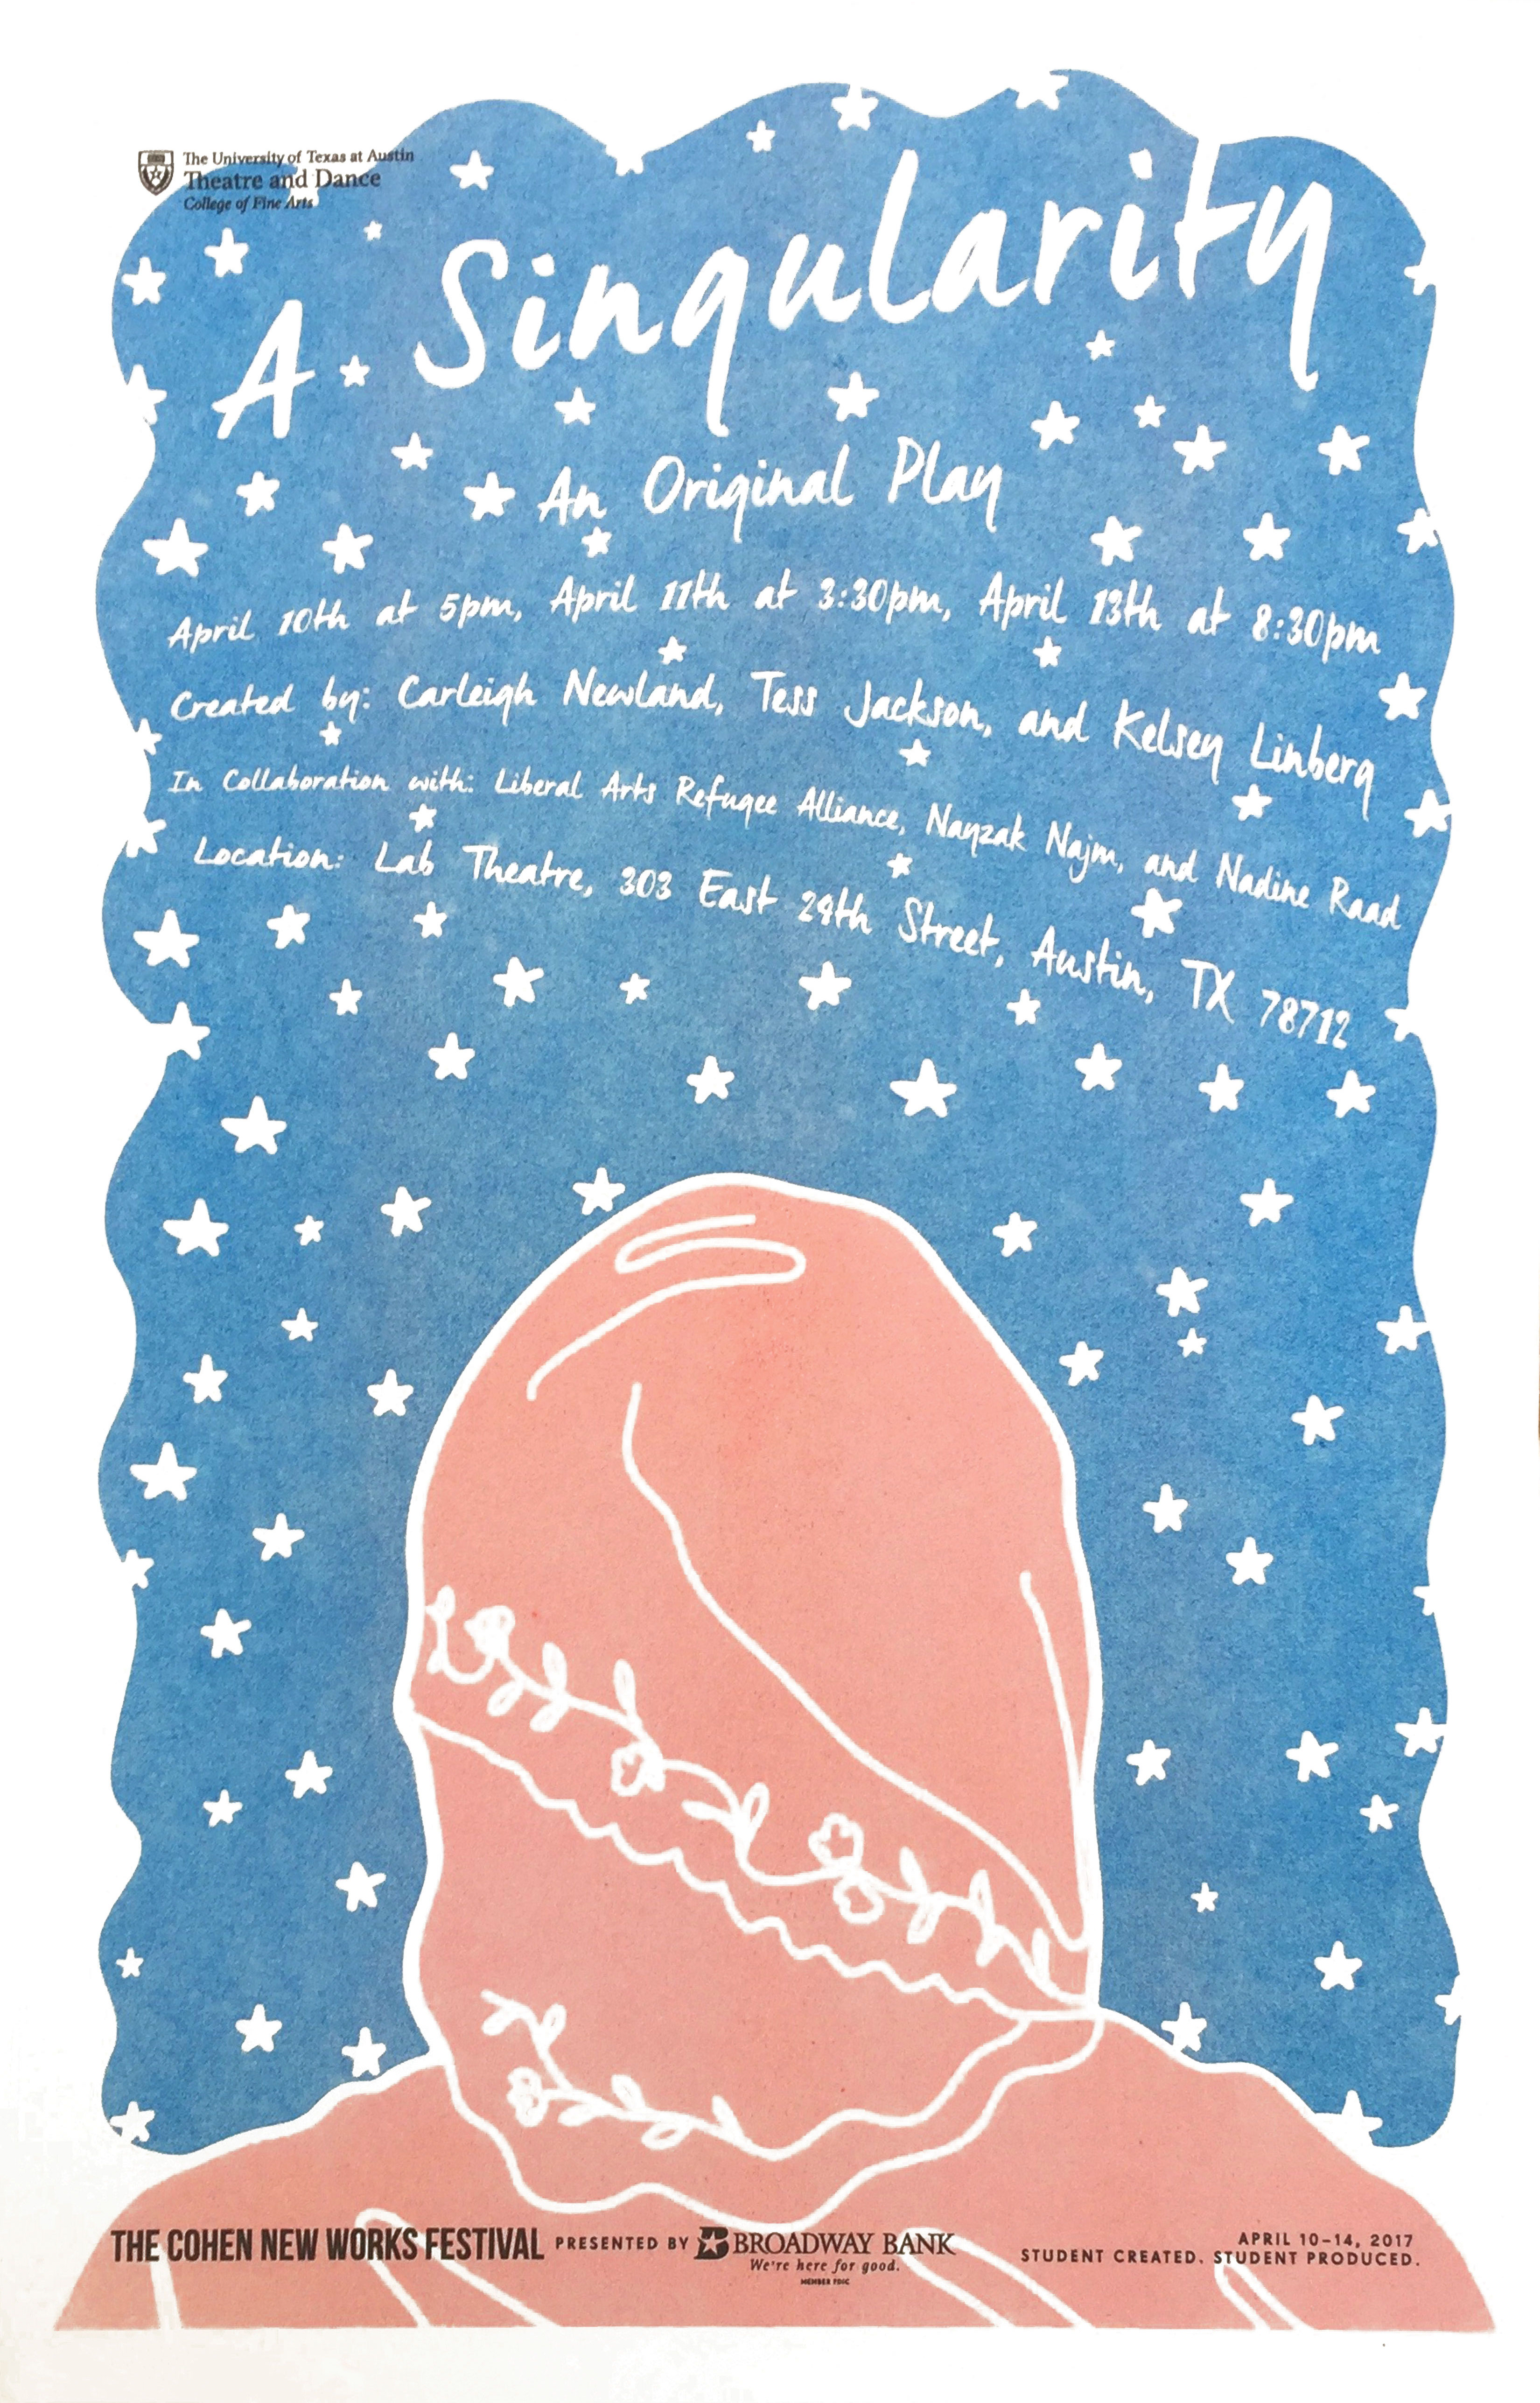 The University of Texas at Austin
Theatre and Dance
College of Fine Arts
A Singularity
An Original Play
April 10th at 5pm, April 11th at 3:30pm, April 13th at 8:30pm
Created by: Carleigh Newland, Tess Jackson, and Kelsey Linberg
In Collaboration with: Liberal Arts Refugee Alliance, Nayzak Najm, and Nadine Raad
Location: Lab Theatre, 303 East 24th Street, Austin, TX 78712
THE COHEN NEW WORKS FESTIVAL PRESENTED BY BROADWAY BANK
We're here for good.
MEMBER FDIC
APRIL 10-14, 2017
STUDENT CREATED. STUDENT PRODUCED.